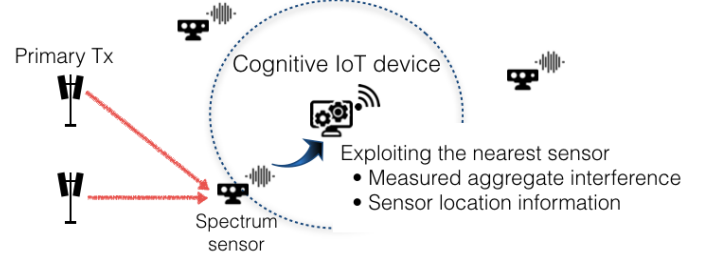 Primary Tx
Cognitive IoT device
Exploiting the nearest sensor
• Measured aggregate interference
• Sensor location information
Spectrum
sensor